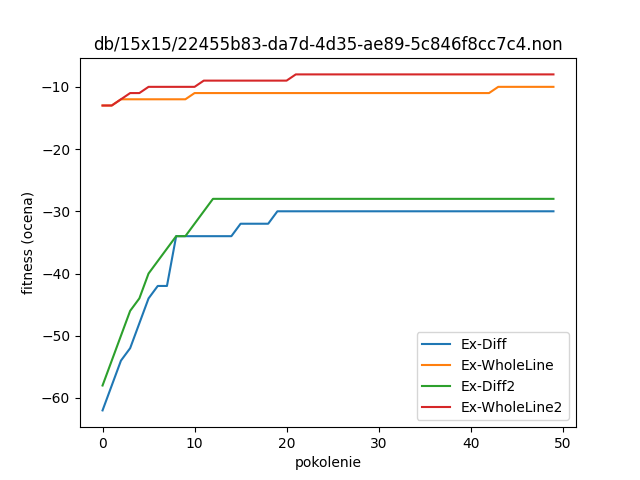 db/15x15/22455b83-da7d-4d35-ae89-5c846f8cc7c4.non
fitness (ocena)
−10
−20
−30
−40
−50
−60
0 10 20 30 40 50
pokolenie
Ex-Diff
Ex-WholeLine
Ex-Diff2
Ex-WholeLine2